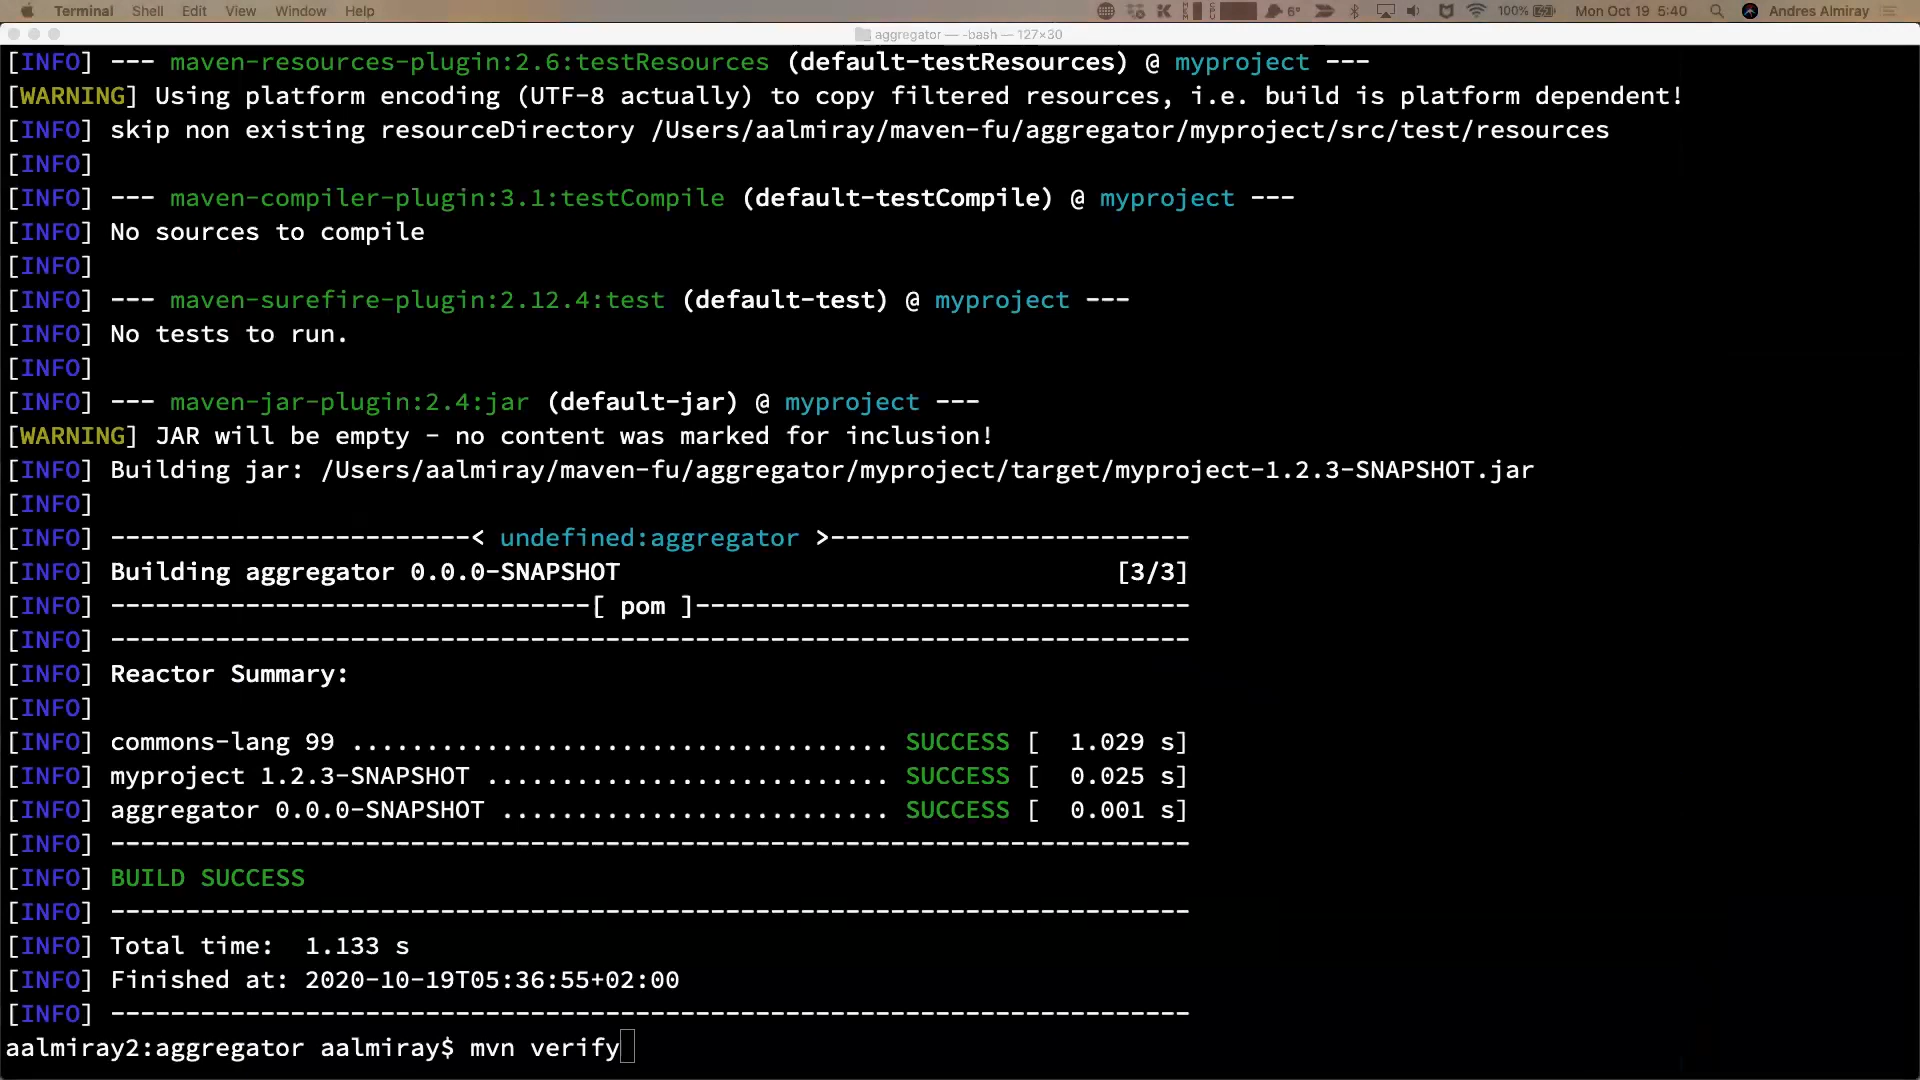 Terminal Shell Edit View Window Help 6° 100% Mon Oct 19 5:40 Andres Almiray
aggregator — -bash — 127×30
[INFO] --- maven-resources-plugin:2.6:testResources (default-testResources) @ myproject ---
[WARNING] Using platform encoding (UTF-8 actually) to copy filtered resources, i.e. build is platform dependent!
[INFO] skip non existing resourceDirectory /Users/aalmiray/maven-fu/aggregator/myproject/src/test/resources
[INFO]
[INFO] --- maven-compiler-plugin:3.1:testCompile (default-testCompile) @ myproject ---
[INFO] No sources to compile
[INFO]
[INFO] --- maven-surefire-plugin:2.12.4:test (default-test) @ myproject ---
[INFO] No tests to run.
[INFO]
[INFO] --- maven-jar-plugin:2.4:jar (default-jar) @ myproject ---
[WARNING] JAR will be empty - no content was marked for inclusion!
[INFO] Building jar: /Users/aalmiray/maven-fu/aggregator/myproject/target/myproject-1.2.3-SNAPSHOT.jar
[INFO]
[INFO] ------------------------< undefined:aggregator >------------------------
[INFO] Building aggregator 0.0.0-SNAPSHOT [3/3]
[INFO] --------------------------------[ pom ]---------------------------------
[INFO] ------------------------------------------------------------------------
[INFO] Reactor Summary:
[INFO]
[INFO] commons-lang 99 .................................... SUCCESS [  1.029 s]
[INFO] myproject 1.2.3-SNAPSHOT ........................... SUCCESS [  0.025 s]
[INFO] aggregator 0.0.0-SNAPSHOT .......................... SUCCESS [  0.001 s]
[INFO] ------------------------------------------------------------------------
[INFO] BUILD SUCCESS
[INFO] ------------------------------------------------------------------------
[INFO] Total time:  1.133 s
[INFO] Finished at: 2020-10-19T05:36:55+02:00
[INFO] ------------------------------------------------------------------------
aalmiray2:aggregator aalmiray$ mvn verify